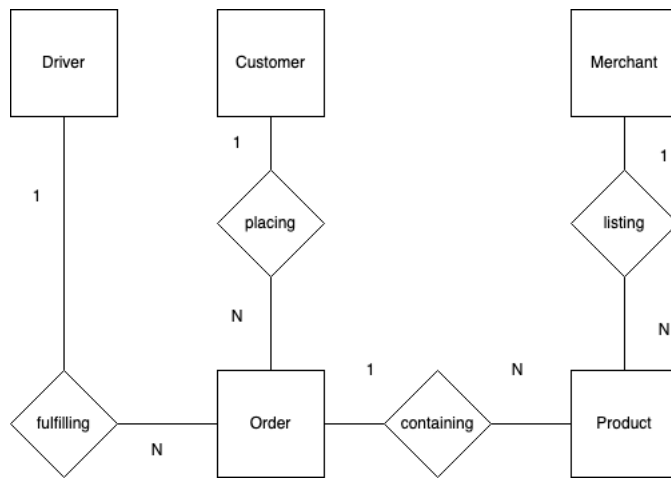 Driver
Customer
Merchant
1
1
1
placing
listing
N
N
1
N
fulfilling
Order
containing
Product
N